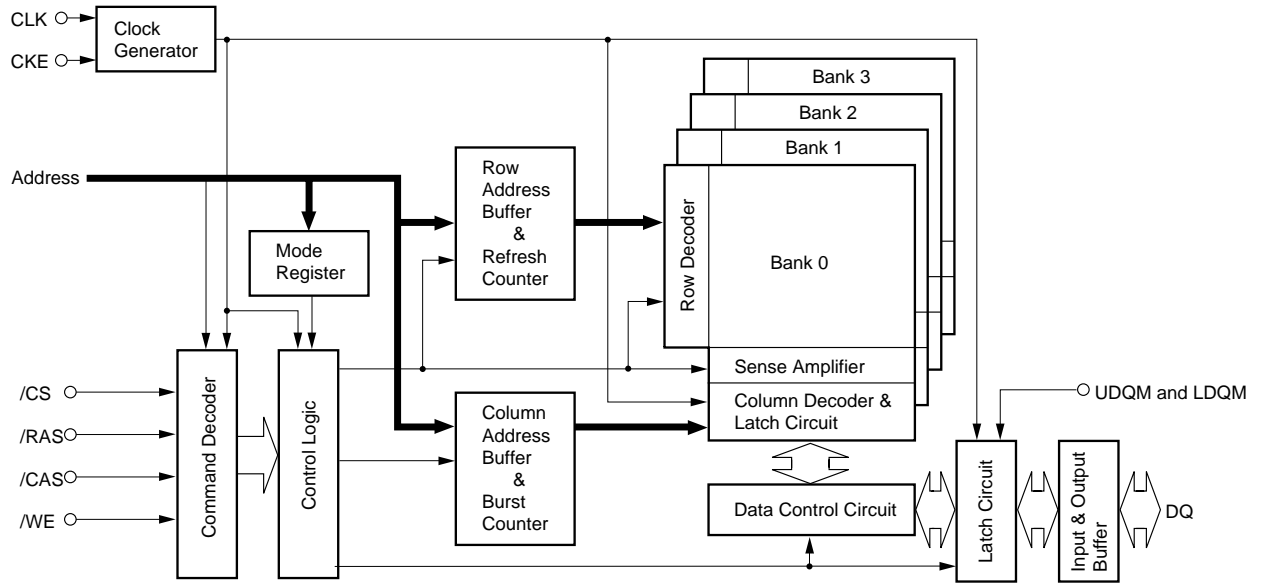 CLK
CKE
Clock
Generator
Bank 3
Bank 2
Bank 1
Address
Row
Address
Buffer
&
Refresh
Counter
Row Decoder
Bank 0
Mode
Register
Sense Amplifier
Column Decoder &
Latch Circuit
/CS
/RAS
/CAS
/WE
Command Decoder
Control Logic
Column
Address
Buffer
&
Burst
Counter
UDQM and LDQM
Data Control Circuit
Latch Circuit
Input & Output
Buffer
DQ